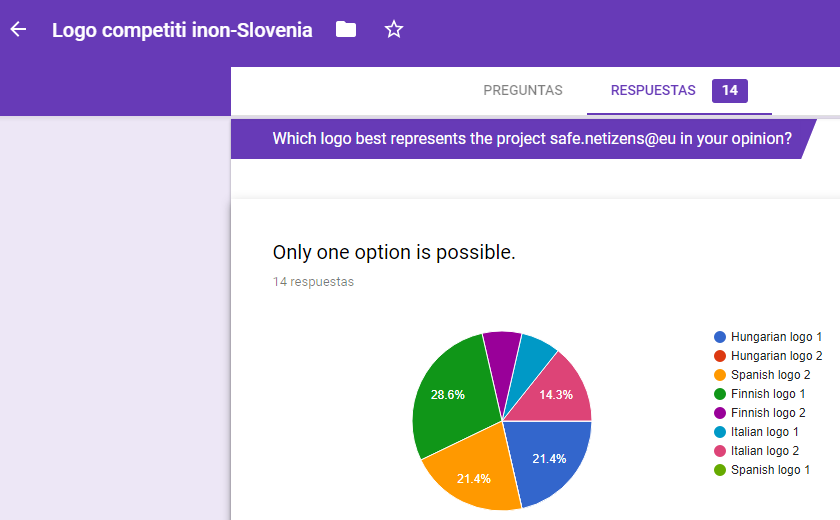 Logo competiti inon-Slovenia
PREGUNTAS
RESPUESTAS 14
Which logo best represents the project safe.netizens@eu in your opinion?
Only one option is possible.
14 respuestas
28.6%
14.3%
21.4%
21.4%
Hungarian logo 1
Hungarian logo 2
Spanish logo 2
Finnish logo 1
Finnish logo 2
Italian logo 1
Italian logo 2
Spanish logo 1